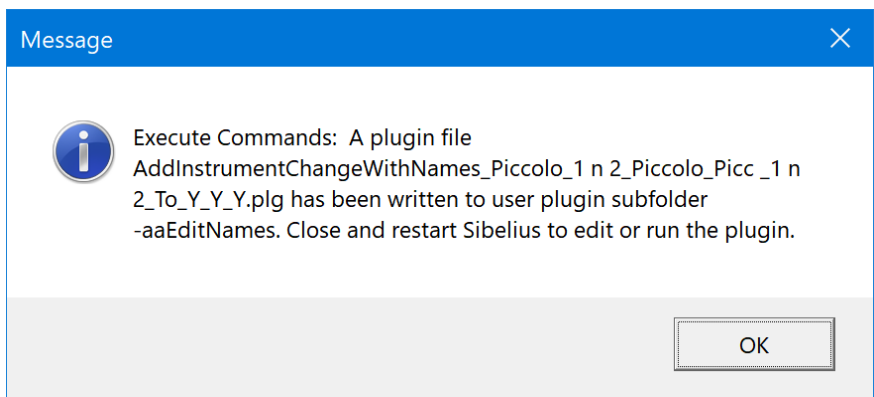 Message
Execute Commands:  A plugin file
AddInstrumentChangeWithNames_Piccolo_1 n 2_Piccolo_Picc _1 n
2_To_Y_Y_Y.plg has been written to user plugin subfolder
-aaEditNames. Close and restart Sibelius to edit or run the plugin.
OK